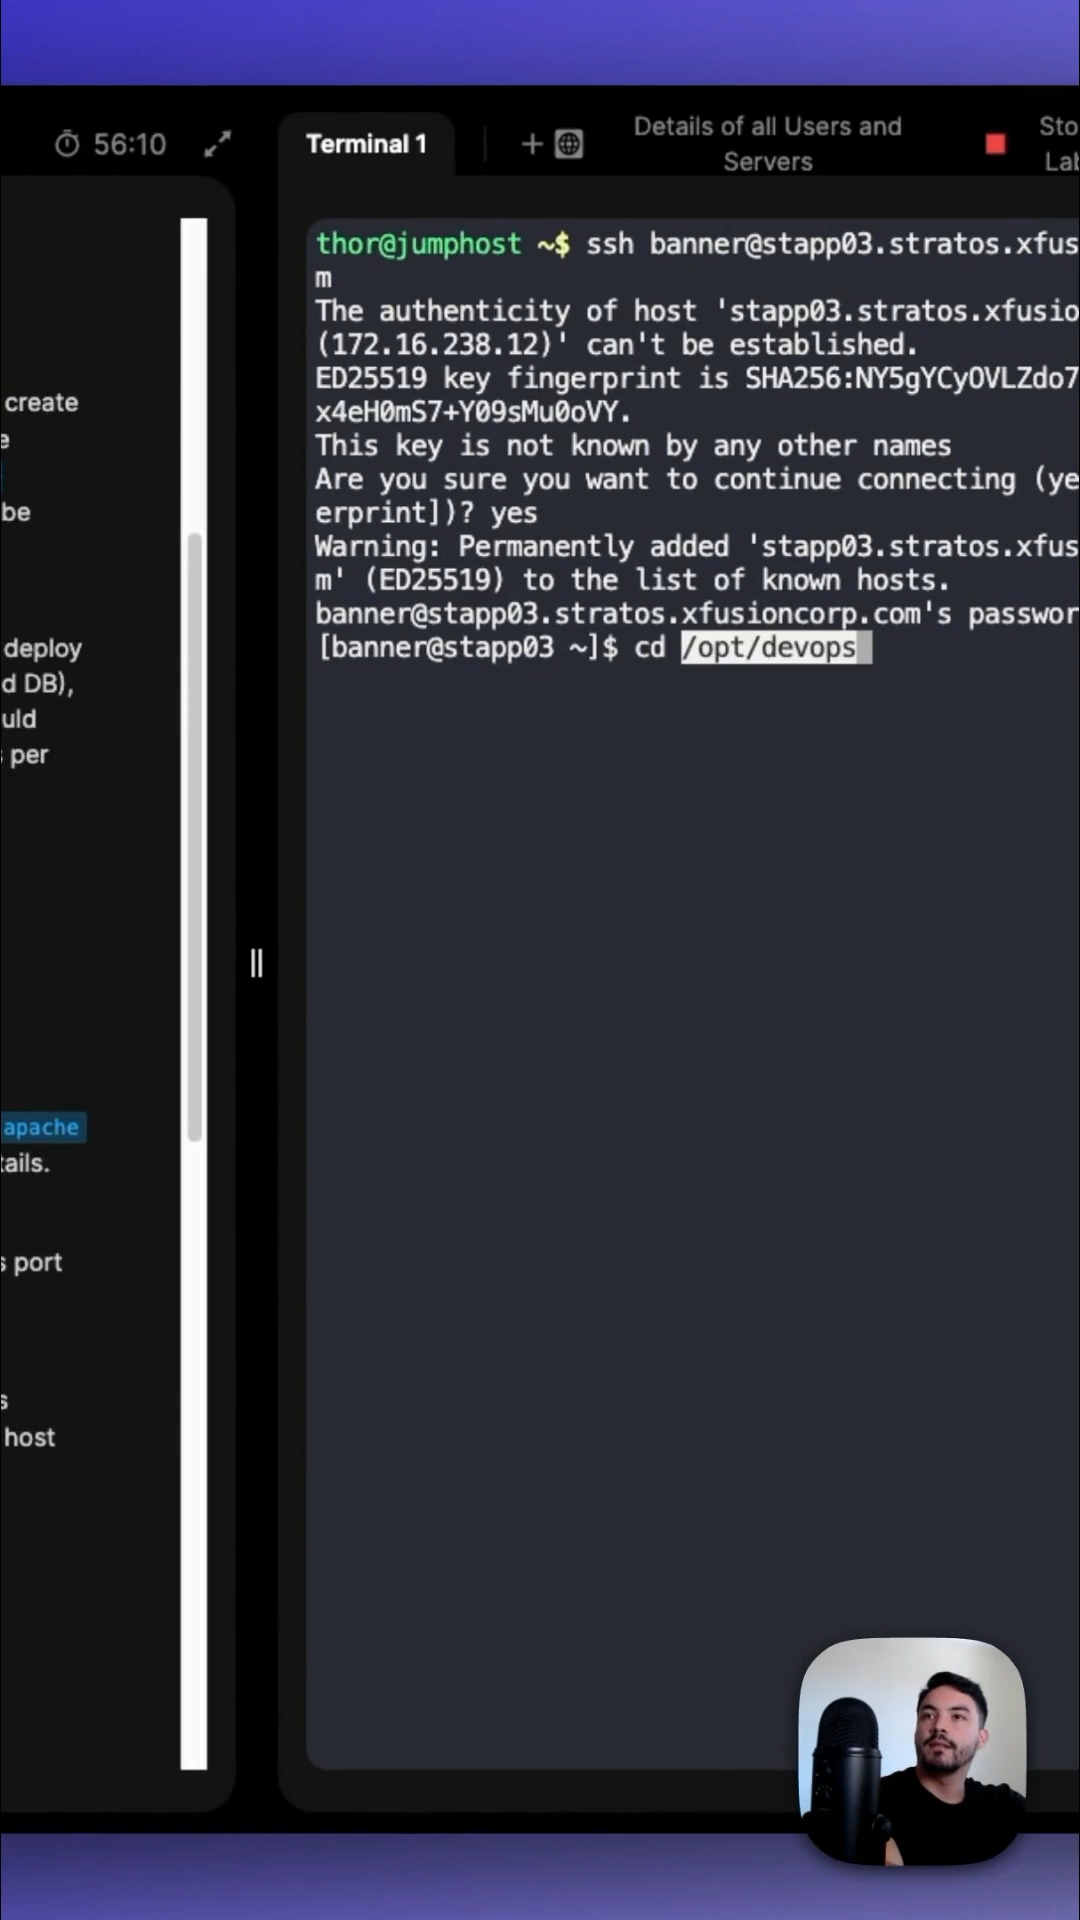 56:10
Terminal 1
Details of all Users and
Servers
create
be
deploy
d DB),
per
apache
port
host
thor@jumphost ~$ ssh banner@stapp03.stratos.xfus
m
The authenticity of host 'stapp03.stratos.xfusio
(172.16.238.12)' can't be established.
ED25519 key fingerprint is SHA256:NY5gYCyOVLZdo7
x4eH0mS7+Y09sMu0oVY.
This key is not known by any other names
Are you sure you want to continue connecting (ye
erprint])? yes
Warning: Permanently added 'stapp03.stratos.xfus
m' (ED25519) to the list of known hosts.
banner@stapp03.stratos.xfusioncorp.com's passwor
[banner@stapp03 ~]$ cd /opt/devops